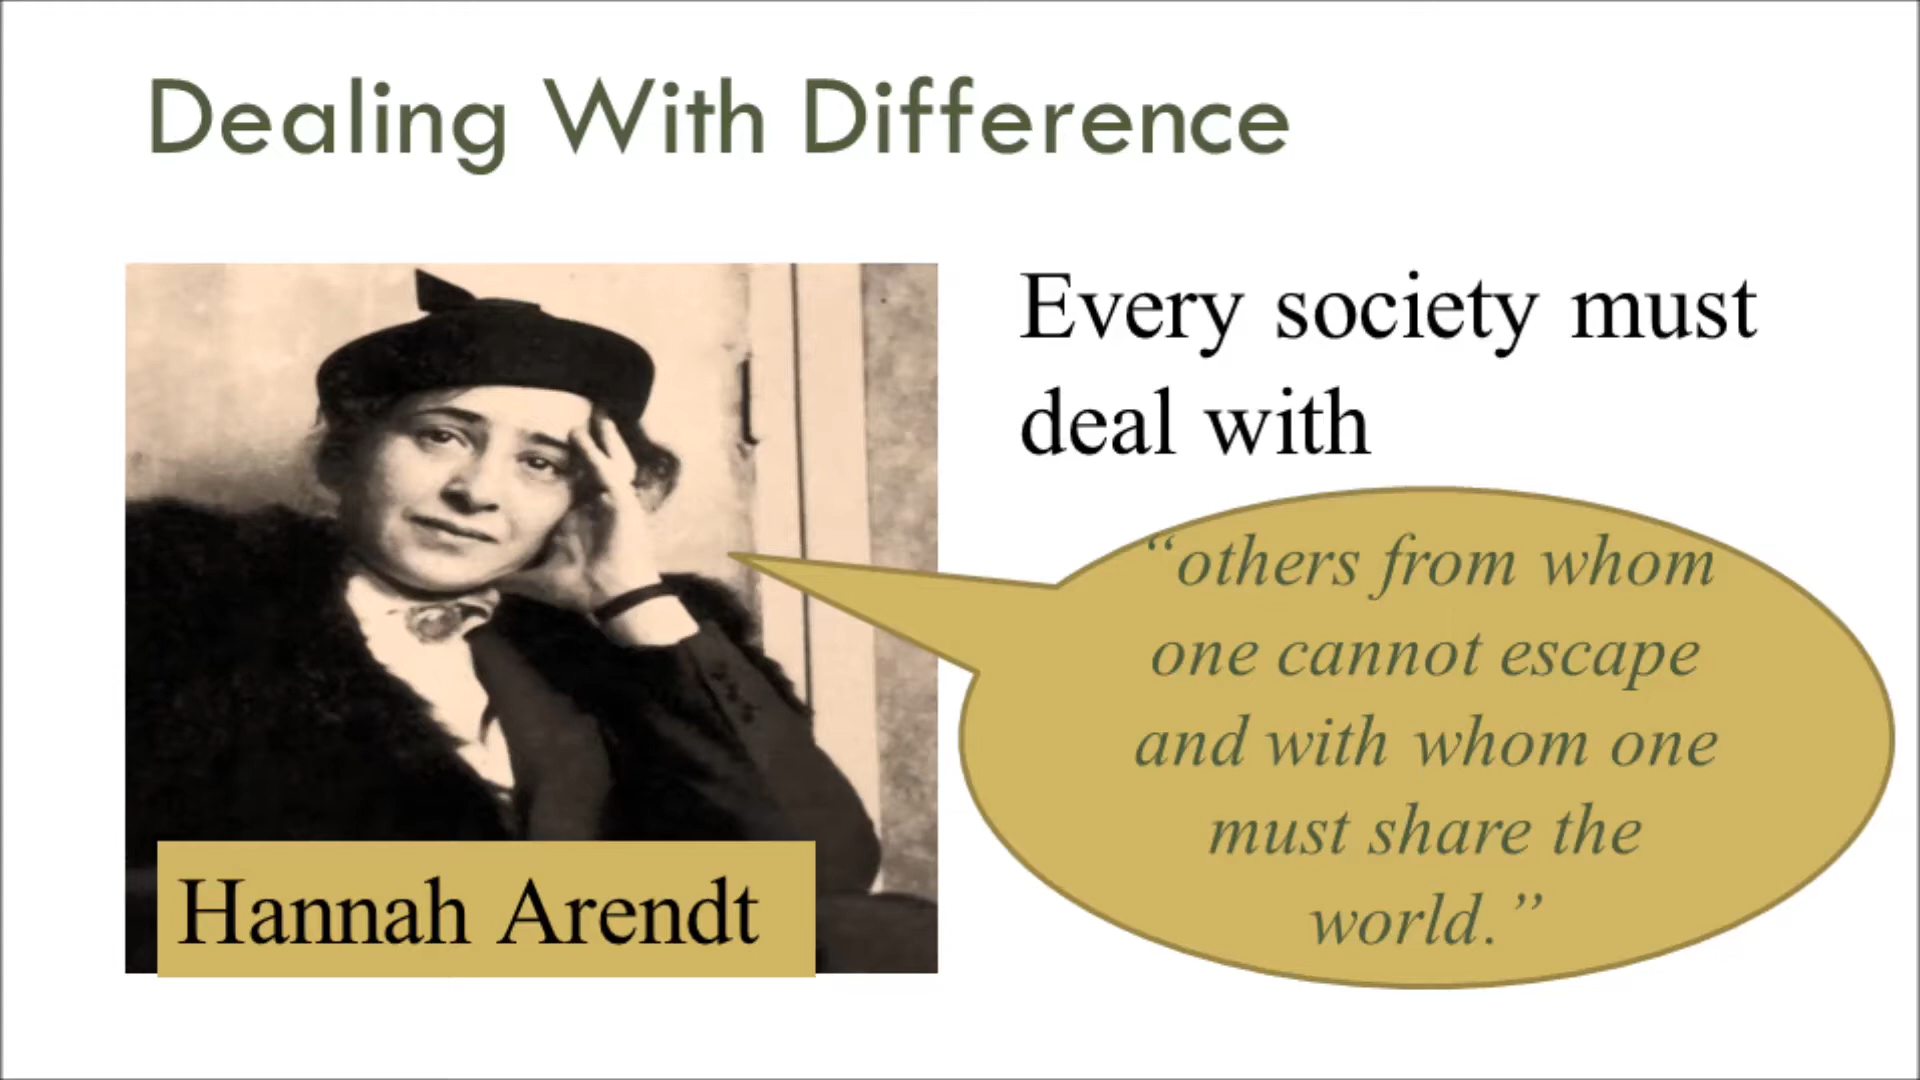 Dealing With Difference
Every society must
deal with
“others from whom
one cannot escape
and with whom one
must share the
world.”
Hannah Arendt